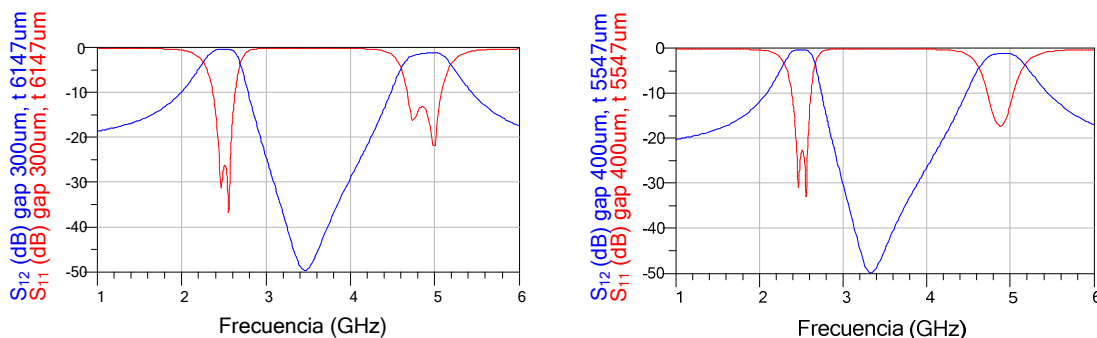 S12 (dB) gap 300um, t 6147um
S11 (dB) gap 300um, t 6147um
0
-10
-20
-30
-40
-50
1 2 3 4 5 6
Frecuencia (GHz)
S12 (dB) gap 400um, t 5547um
S11 (dB) gap 400um, t 5547um
0
-10
-20
-30
-40
-50
1 2 3 4 5 6
Frecuencia (GHz)